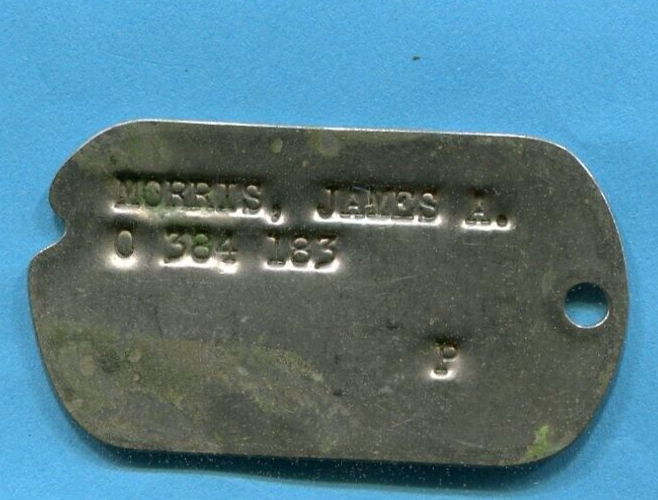 MORRIS, JAMES A.
O 384 183
P